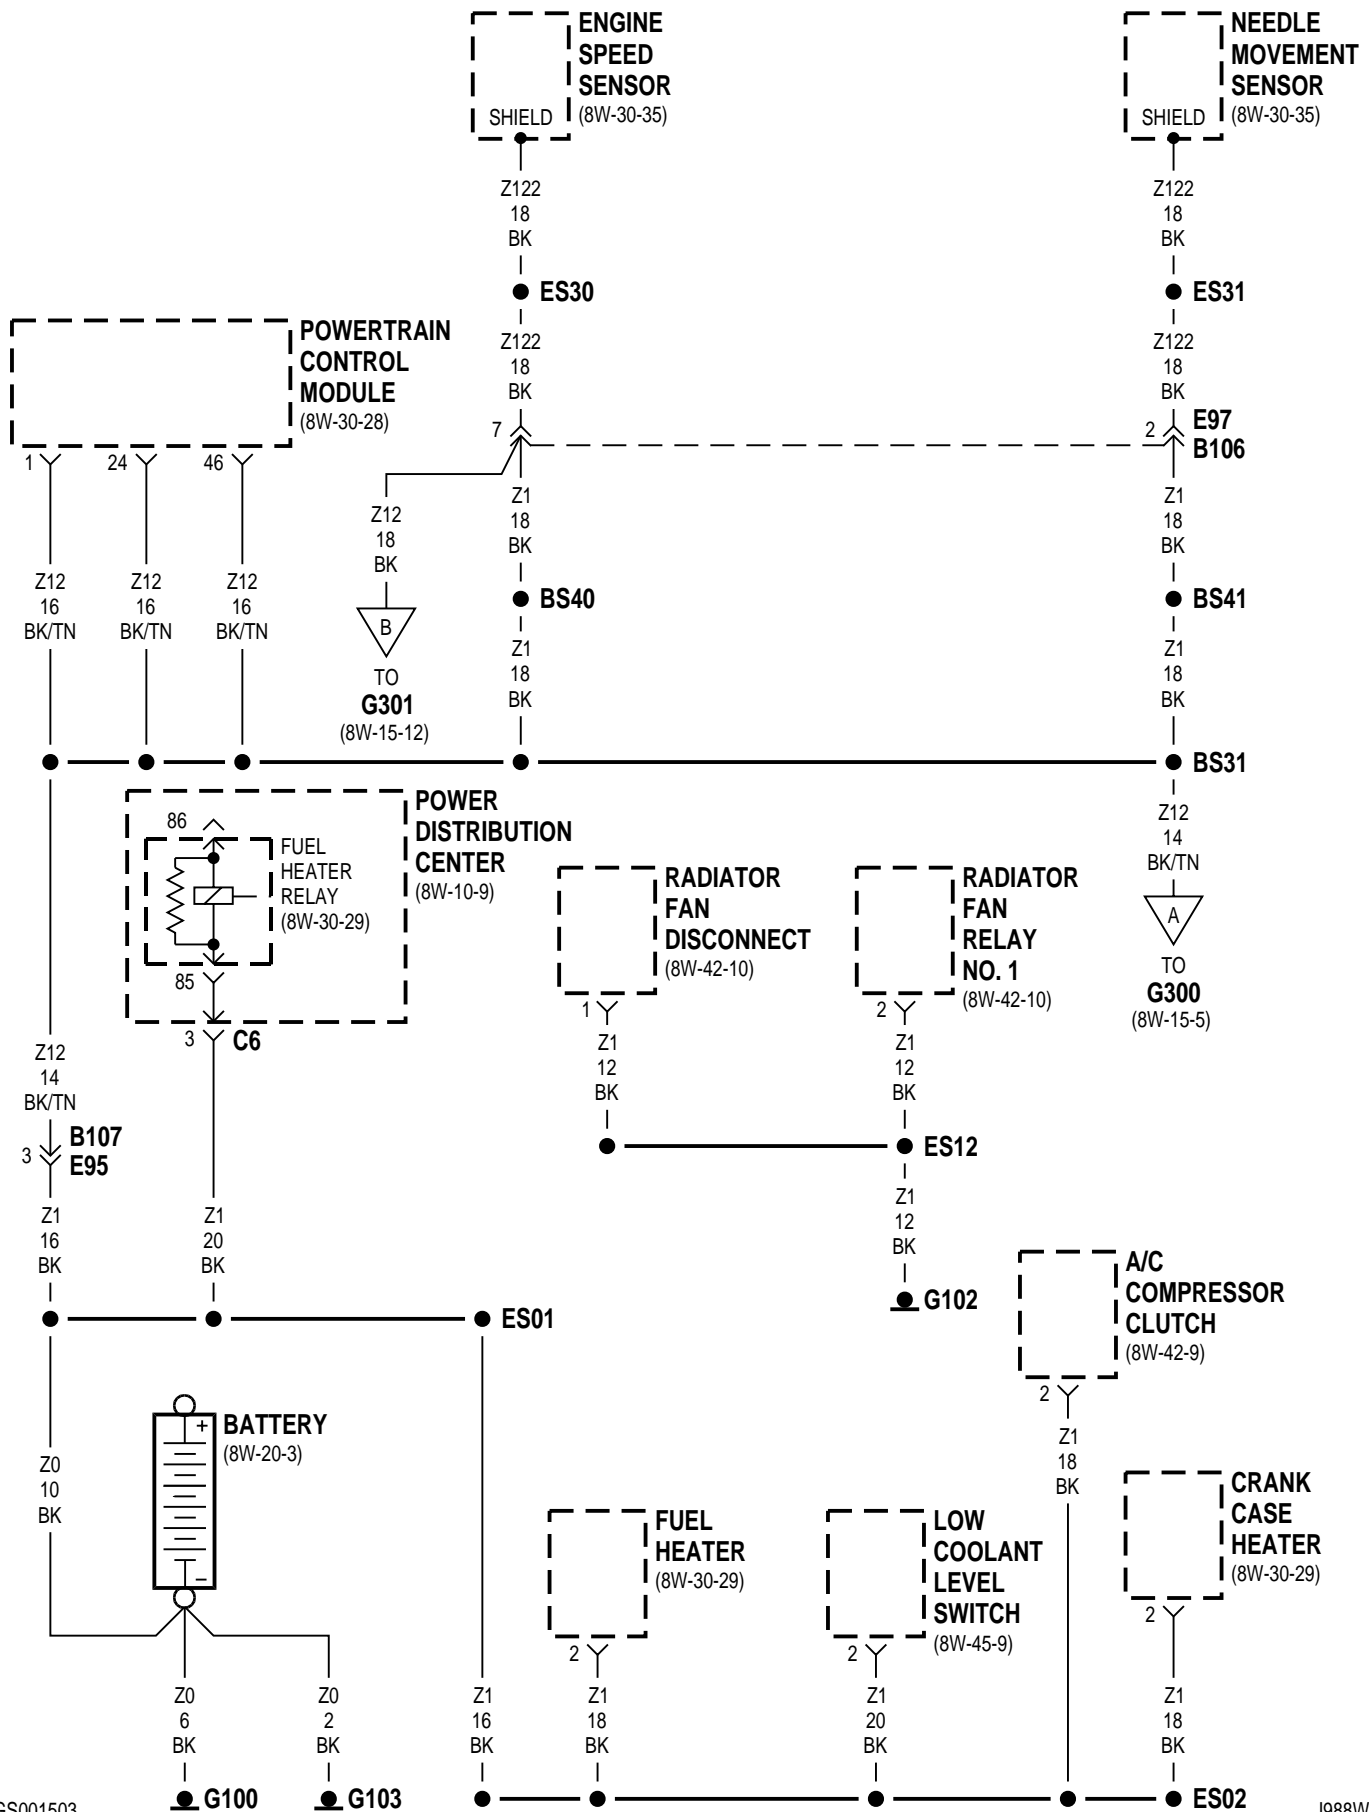 ENGINE
SPEED
SENSOR
(8W-30-35)
SHIELD
NEEDLE
MOVEMENT
SENSOR
(8W-30-35)
SHIELD
Z122
18
BK
Z122
18
BK
ES30
ES31
Z122
18
BK
Z122
18
BK
POWERTRAIN
CONTROL
MODULE
(8W-30-28)
7
2
E97
B106
1
24
46
Z12
18
BK
Z1
18
BK
Z1
18
BK
Z12
16
BK/TN
Z12
16
BK/TN
Z12
16
BK/TN
B
TO
G301
(8W-15-12)
BS40
BS41
Z1
18
BK
Z1
18
BK
BS31
POWER
DISTRIBUTION
CENTER
(8W-10-9)
86
FUEL
HEATER
RELAY
(8W-30-29)
85
3
C6
RADIATOR
FAN
DISCONNECT
(8W-42-10)
1
RADIATOR
FAN
RELAY
NO. 1
(8W-42-10)
2
Z12
14
BK/TN
A
TO
G300
(8W-15-5)
Z12
14
BK/TN
Z1
12
BK
Z1
12
BK
3
B107
E95
ES12
Z1
16
BK
Z1
20
BK
Z1
12
BK
G102
ES01
A/C
COMPRESSOR
CLUTCH
(8W-42-9)
2
+
BATTERY
(8W-20-3)
–
Z0
10
BK
Z1
18
BK
FUEL
HEATER
(8W-30-29)
2
LOW
COOLANT
LEVEL
SWITCH
(8W-45-9)
2
CRANK
CASE
HEATER
(8W-30-29)
2
Z0
6
BK
Z0
2
BK
Z1
16
BK
Z1
18
BK
Z1
20
BK
Z1
18
BK
G100
G103
ES02